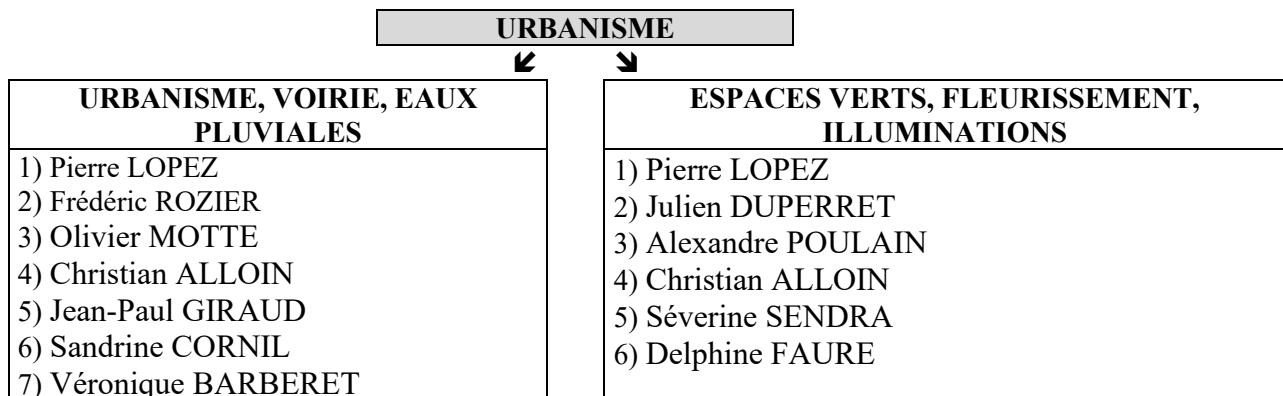 URBANISME
URBANISME, VOIRIE, EAUX
PLUVIALES
1) Pierre LOPEZ
2) Frédéric ROZIER
3) Olivier MOTTE
4) Christian ALLOIN
5) Jean-Paul GIRAUD
6) Sandrine CORNIL
7) Véronique BARBERET
ESPACES VERTS, FLEURISSEMENT,
ILLUMINATIONS
1) Pierre LOPEZ
2) Julien DUPERRET
3) Alexandre POULAIN
4) Christian ALLOIN
5) Séverine SENDRA
6) Delphine FAURE